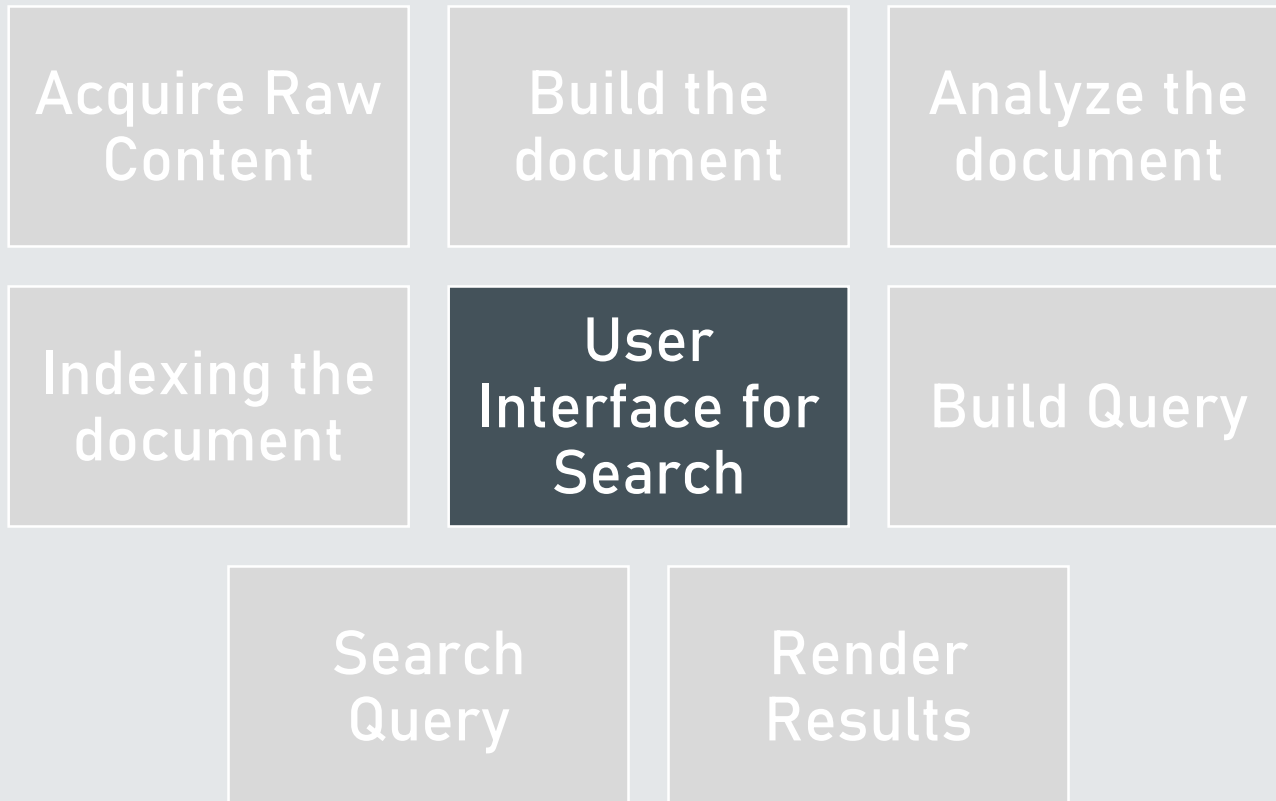 Acquire Raw
Content
Build the
document
Analyze the
document
Indexing the
document
User
Interface for
Search
Build Query
Search
Query
Render
Results